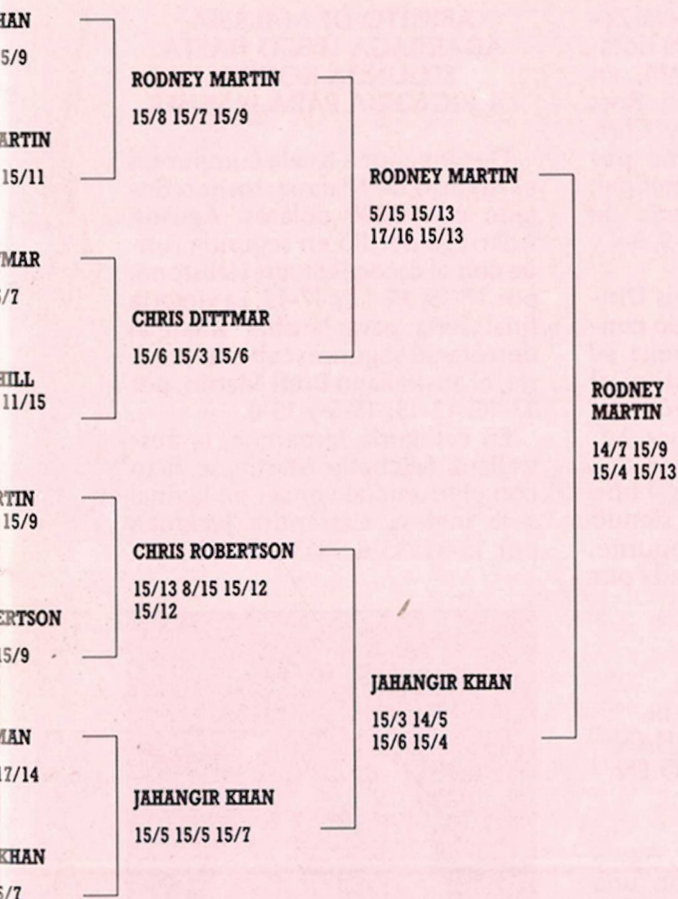 HAN
5/9
ARTIN
15/11
MAR
/7
HILL
11/15
RTIN
15/9
ERTSON
15/9
MAN
17/14
KHAN
5/7
RODNEY MARTIN
15/8 15/7 15/9
CHRIS DITTMAR
15/6 15/3 15/6
CHRIS ROBERTSON
15/13 8/15 15/12
15/12
JAHANGIR KHAN
15/5 15/5 15/7
RODNEY MARTIN
5/15 15/13
17/16 15/13
JAHANGIR KHAN
15/3 14/5
15/6 15/4
RODNEY
MARTIN
14/7 15/9
15/4 15/13